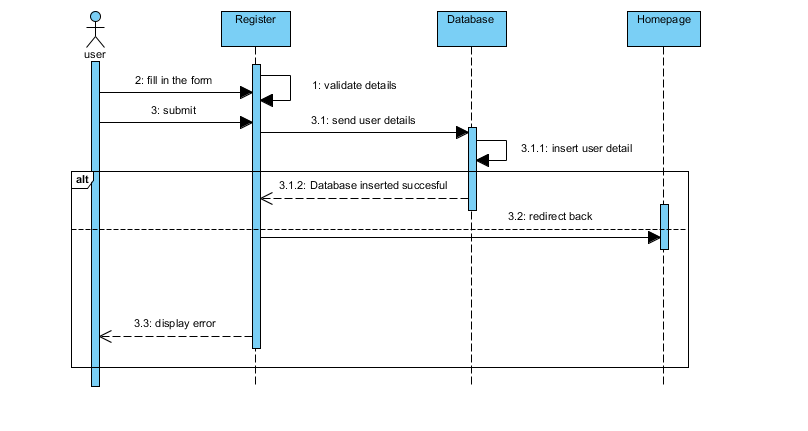 Register
Database
Homepage
user
2: fill in the form
1: validate details
3: submit
3.1: send user details
3.1.1: insert user detail
alt
3.1.2: Database inserted succesful
3.2: redirect back
3.3: display error